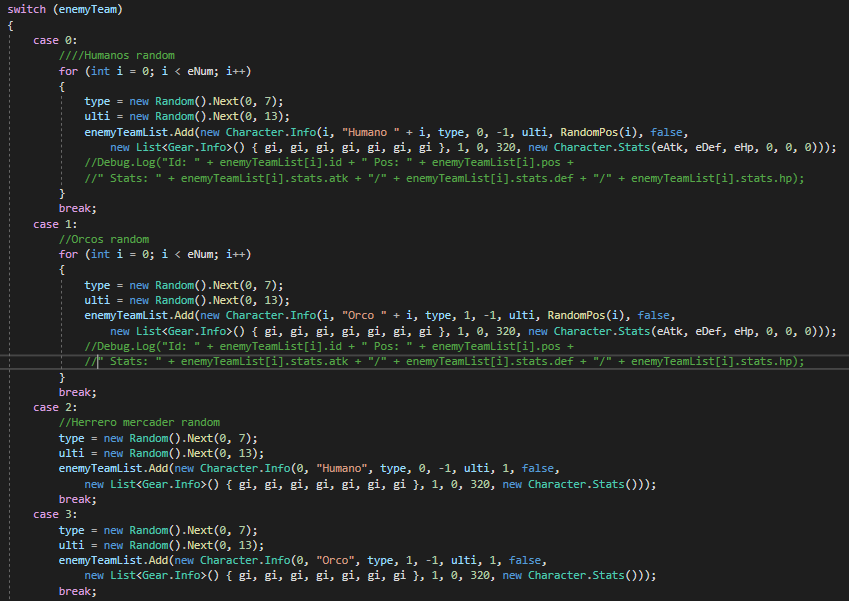 switch (enemyTeam)
{
case 0:
////Humanos random
for (int i = 0; i < eNum; i++)
{
type = new Random().Next(0, 7);
ulti = new Random().Next(0, 13);
enemyTeamList.Add(new Character.Info(i, "Humano " + i, type, 0, -1, ulti, RandomPos(i), false,
new List<Gear.Info>() { gi, gi, gi, gi, gi, gi, gi }, 1, 0, 320, new Character.Stats(eAtk, eDef, eHp, 0, 0, 0)));
//Debug.Log("Id: " + enemyTeamList[i].id + " Pos: " + enemyTeamList[i].pos +
//" Stats: " + enemyTeamList[i].stats.atk + "/" + enemyTeamList[i].stats.def + "/" + enemyTeamList[i].stats.hp);
}
break;
case 1:
//Orcos random
for (int i = 0; i < eNum; i++)
{
type = new Random().Next(0, 7);
ulti = new Random().Next(0, 13);
enemyTeamList.Add(new Character.Info(i, "Orco " + i, type, 1, -1, ulti, RandomPos(i), false,
new List<Gear.Info>() { gi, gi, gi, gi, gi, gi, gi }, 1, 0, 320, new Character.Stats(eAtk, eDef, eHp, 0, 0, 0)));
//Debug.Log("Id: " + enemyTeamList[i].id + " Pos: " + enemyTeamList[i].pos +
//" Stats: " + enemyTeamList[i].stats.atk + "/" + enemyTeamList[i].stats.def + "/" + enemyTeamList[i].stats.hp);
}
break;
case 2:
//Herrero mercader random
type = new Random().Next(0, 7);
ulti = new Random().Next(0, 13);
enemyTeamList.Add(new Character.Info(0, "Humano", type, 0, -1, ulti, 1, false,
new List<Gear.Info>() { gi, gi, gi, gi, gi, gi, gi }, 1, 0, 320, new Character.Stats()));
break;
case 3:
type = new Random().Next(0, 7);
ulti = new Random().Next(0, 13);
enemyTeamList.Add(new Character.Info(0, "Orco", type, 1, -1, ulti, 1, false,
new List<Gear.Info>() { gi, gi, gi, gi, gi, gi, gi }, 1, 0, 320, new Character.Stats()));
break;